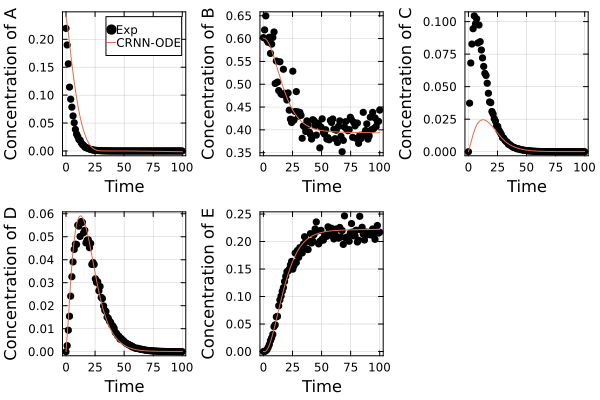 Concentration of A
0.20
0.15
0.10
0.05
0.00
Exp
CRNN-ODE
0 25 50 75 100
Time
Concentration of B
0.65
0.60
0.55
0.50
0.45
0.40
0.35
0 25 50 75 100
Time
Concentration of C
0.100
0.075
0.050
0.025
0.000
0 25 50 75 100
Time
Concentration of D
0.06
0.05
0.04
0.03
0.02
0.01
0.00
0 25 50 75 100
Time
Concentration of E
0.25
0.20
0.15
0.10
0.05
0.00
0 25 50 75 100
Time